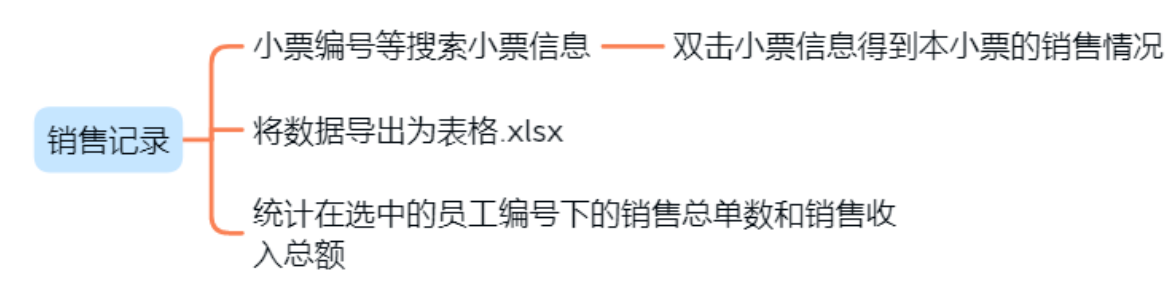 小票编号等搜索小票信息
双击小票信息得到本小票的销售情况
销售记录
将数据导出为表格.xlsx
统计在选中的员工编号下的销售总单数和销售收
入总额